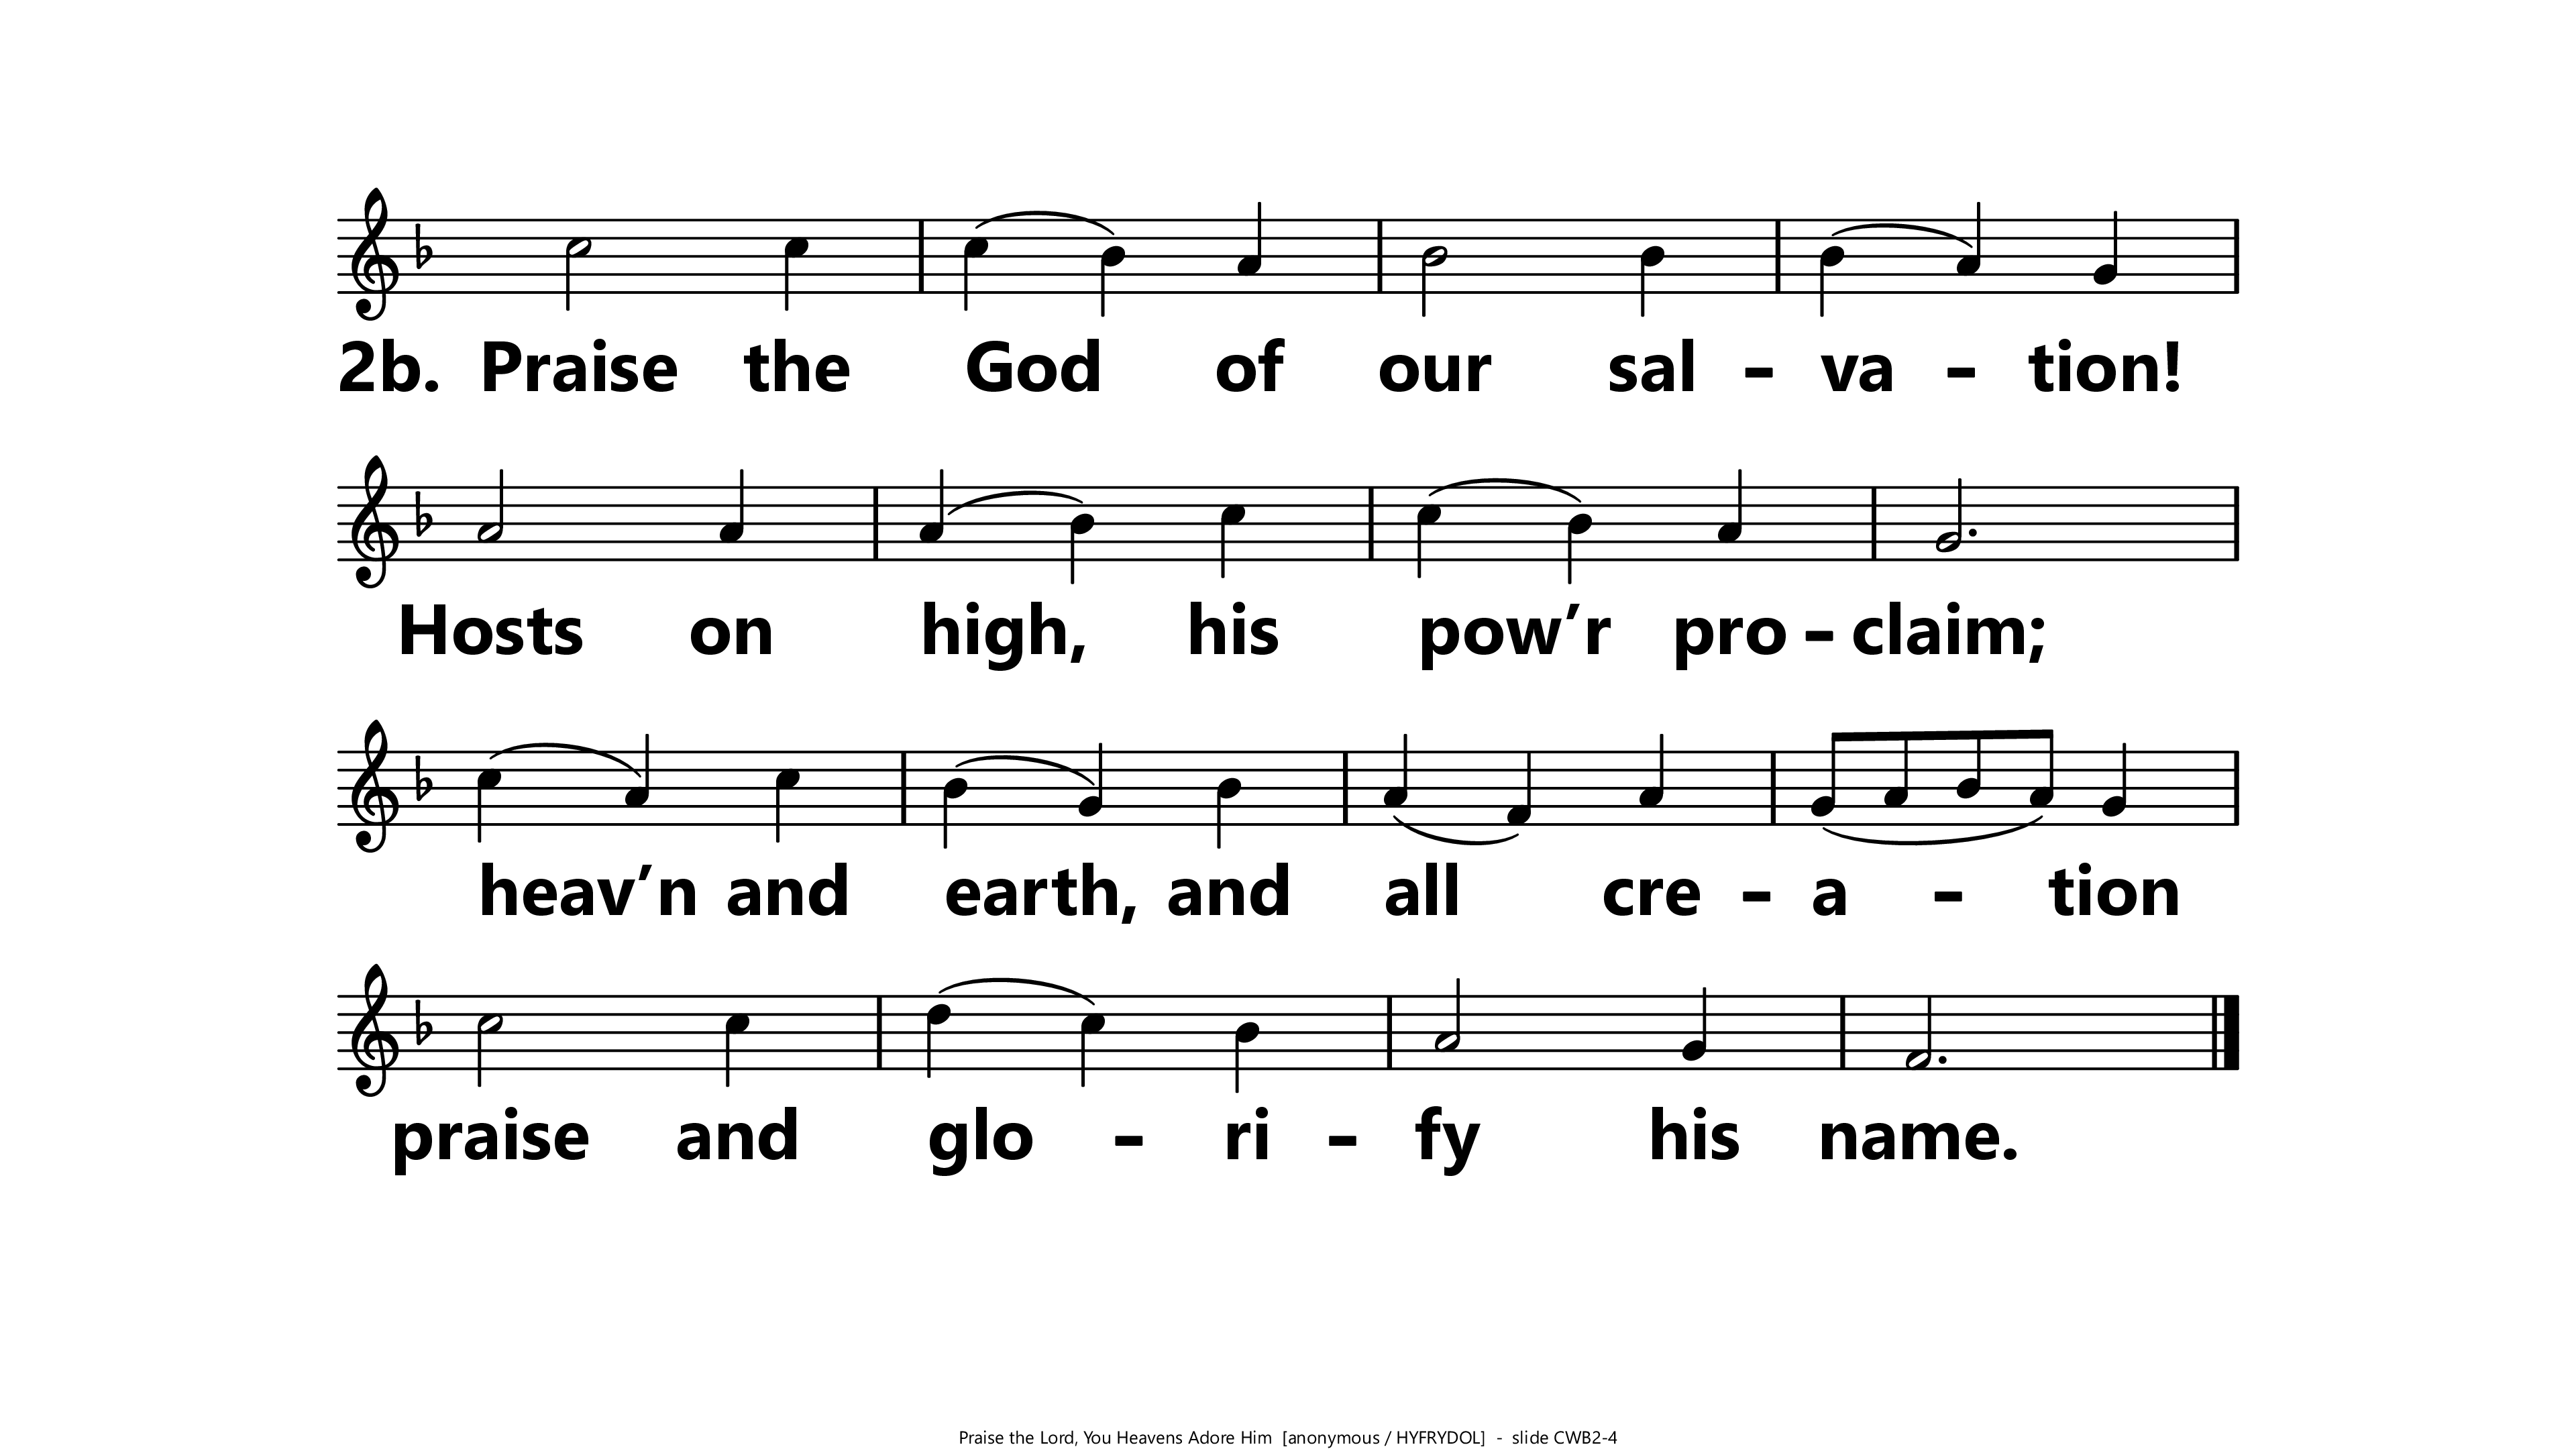 2b. Praise the God of our sal - va - tion!
Hosts on high, his pow’r pro - claim;
heav’n and earth, and all cre - a - tion
praise and glo - ri - fy his name.
Praise the Lord, You Heavens Adore Him [anonymous / HYFRYDOL] - slide CWB2-4